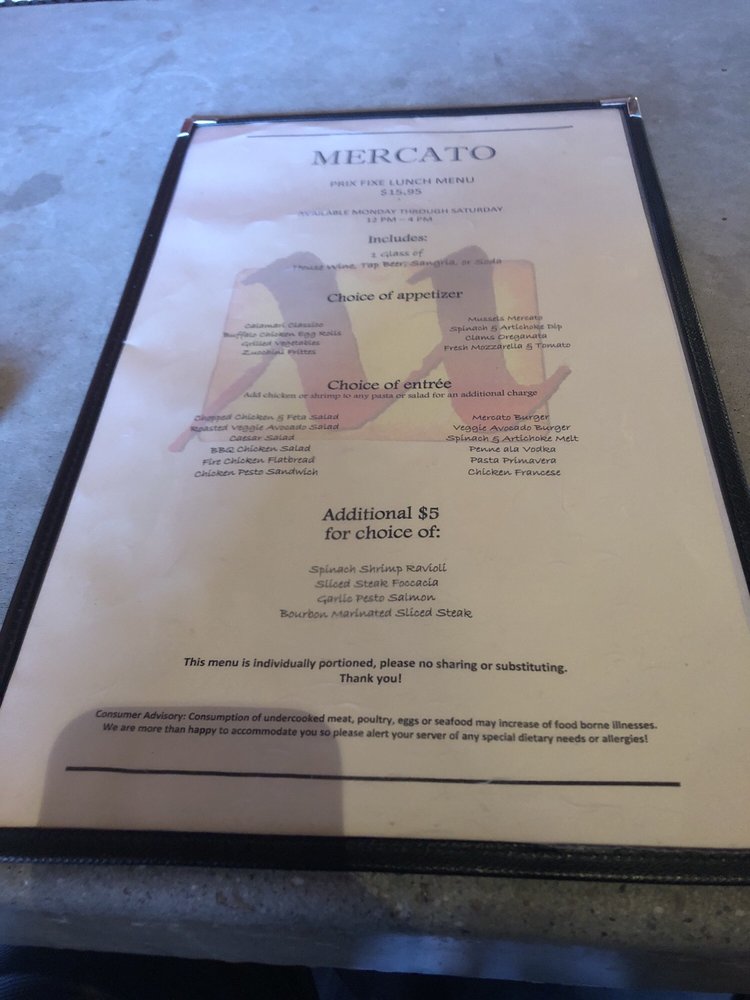 MERCATO
PRIX FIXE LUNCH MENU
$15.95
AVAILABLE MONDAY THROUGH SATURDAY
12 PM – 4 PM
Includes:
1 Glass of
House Wine, Tap Beer, Sangria, or Soda
Choice of appetizer
Calamari Classico
Buffalo Chicken Egg Rolls
Grilled Vegetables
Zucchini Frittes
Mussels Mercato
Spinach & Artichoke Dip
Clams Oreganata
Fresh Mozzarella & Tomato
Choice of entrée
Add chicken or shrimp to any pasta or salad for an additional charge
Chopped Chicken & Feta Salad
Roasted Veggie Avocado Salad
Caesar Salad
BBQ Chicken Salad
Fire Chicken Flatbread
Chicken Pesto Sandwich
Mercato Burger
Veggie Avocado Burger
Spinach & Artichoke Melt
Penne ala Vodka
Pasta Primavera
Chicken Francese
Additional $5
for choice of:
Spinach Shrimp Ravioli
Sliced Steak Foccacia
Garlic Pesto Salmon
Bourbon Marinated Sliced Steak
This menu is individually portioned, please no sharing or substituting.
Thank you!
Consumer Advisory: Consumption of undercooked meat, poultry, eggs or seafood may increase of food borne illnesses.
We are more than happy to accommodate you so please alert your server of any special dietary needs or allergies!